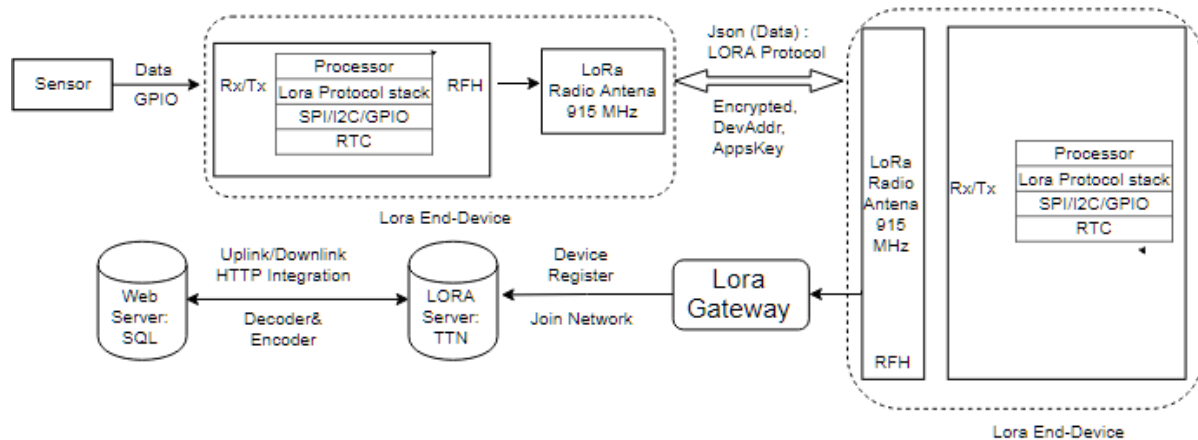 Sensor
Data
GPIO
Rx/Tx
Processor
Lora Protocol stack
SPI/I2C/GPIO
RTC
RFH
LoRa
Radio Antena
915 MHz
Lora End-Device
Json (Data) :
LORA Protocol
Encrypted,
DevAddr,
AppsKey
LoRa
Radio
Antena
915
MHz
RFH
Rx/Tx
Processor
Lora Protocol stack
SPI/I2C/GPIO
RTC
Lora End-Device
Lora
Gateway
Device
Register
Join Network
LORA
Server:
TTN
Uplink/Downlink
HTTP Integration
Decoder&
Encoder
Web
Server:
SQL